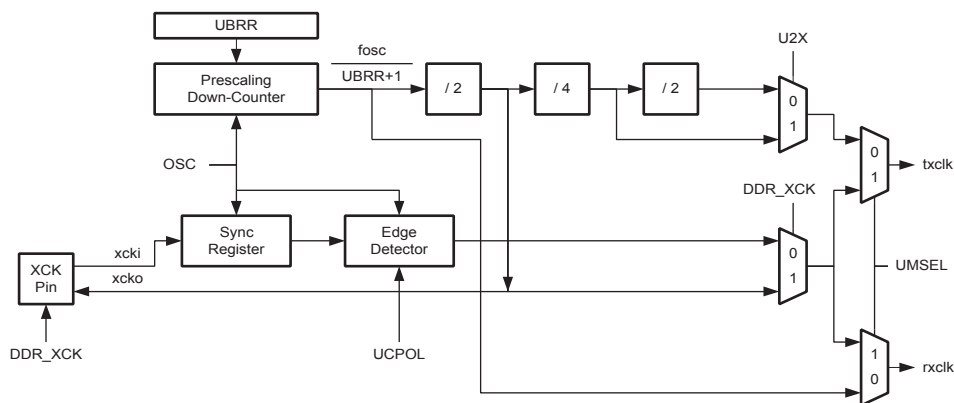 UBRR
fosc
UBRR+1
U2X
Prescaling
Down-Counter
/ 2
/ 4
/ 2
0
1
OSC
0
1
txclk
DDR_XCK
Sync
Register
Edge
Detector
xcki
0
1
XCK
Pin
xcko
UMSEL
DDR_XCK
UCPOL
1
0
rxclk